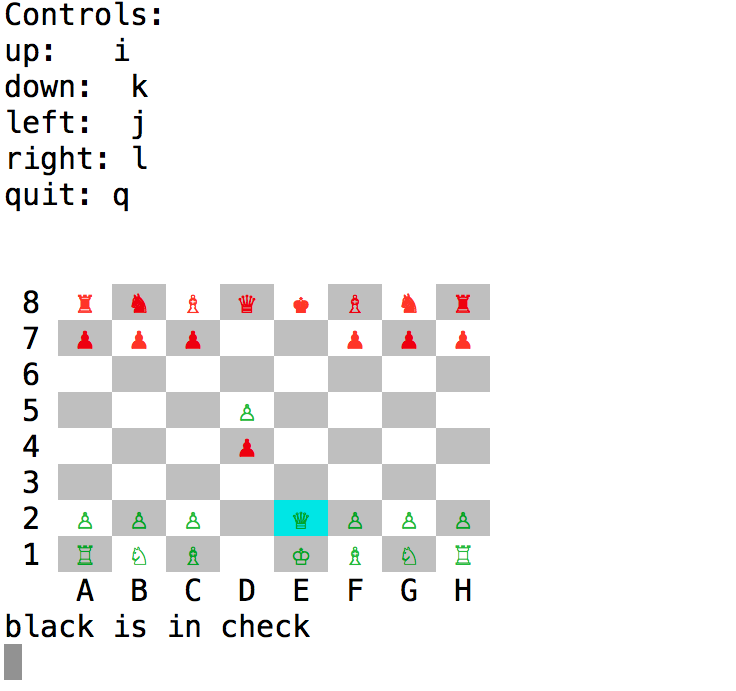 Controls:
up:   i
down:  k
left:  j
right: l
quit: q
8 ♜ ♞ ♗ ♛ ♚ ♗ ♞ ♜
7 ♟ ♟ ♟ ♟ ♟ ♟
6
5 ♙
4 ♟
3
2 ♙ ♙ ♙ ♛ ♙ ♙ ♙
1 ♖ ♘ ♝ ♔ ♗ ♘ ♖
A B C D E F G H
black is in check